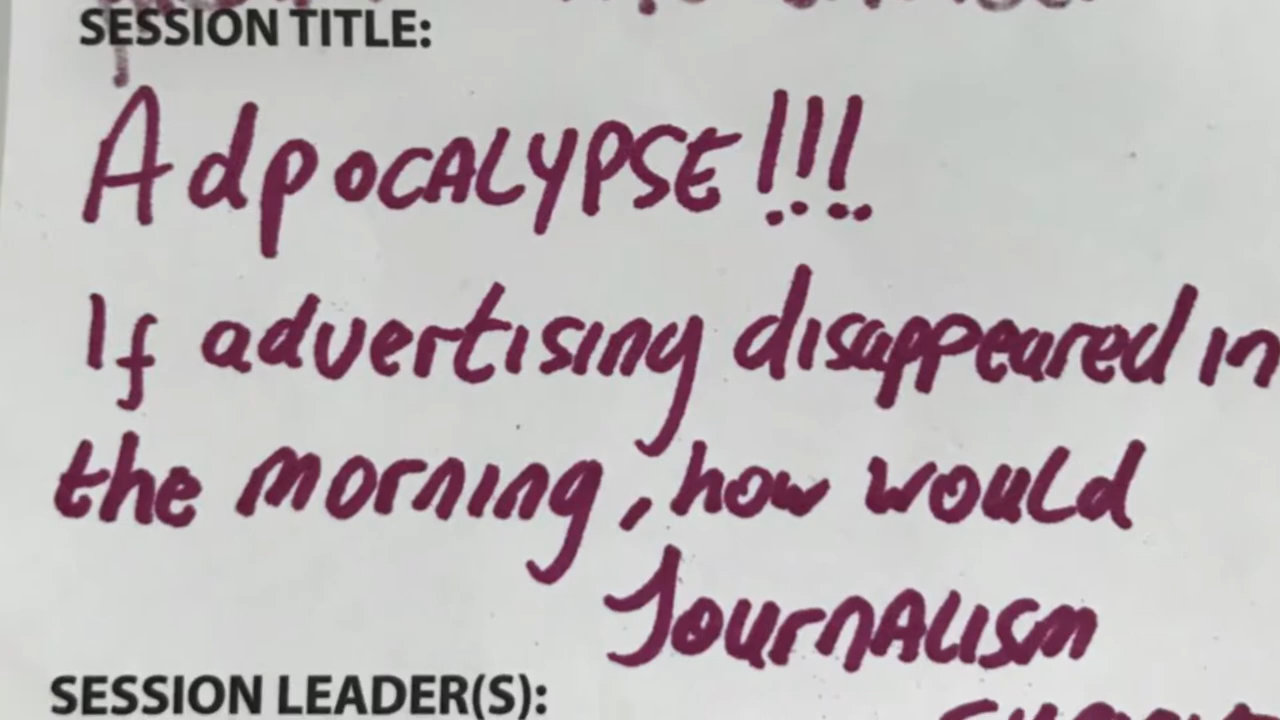 SESSION TITLE:
AdpocALYPSE!!!
If advertising disappeared in
the morning, how would
JournALism
SESSION LEADER(S):